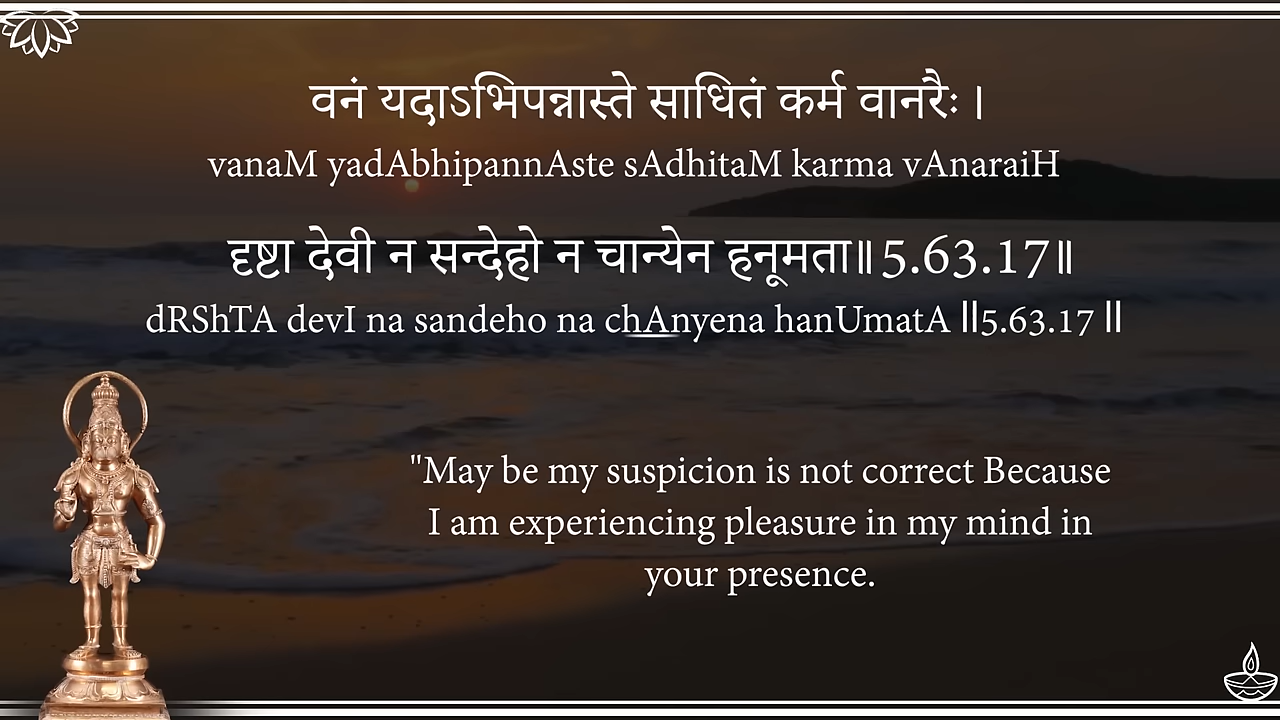 वनं यदाऽभिपन्नास्ते साधितं कर्म वानरैः ।
vanaM yadAbhipannAste sAdhitaM karma vAnaraiH
दृष्टा देवी न सन्देहो न चान्येन हनूमता॥ 5.63.17॥
dRShTA devI na sandeho na chAnyena hanUmatA ||5.63.17 ||
"May be my suspicion is not correct Because
I am experiencing pleasure in my mind in
your presence.